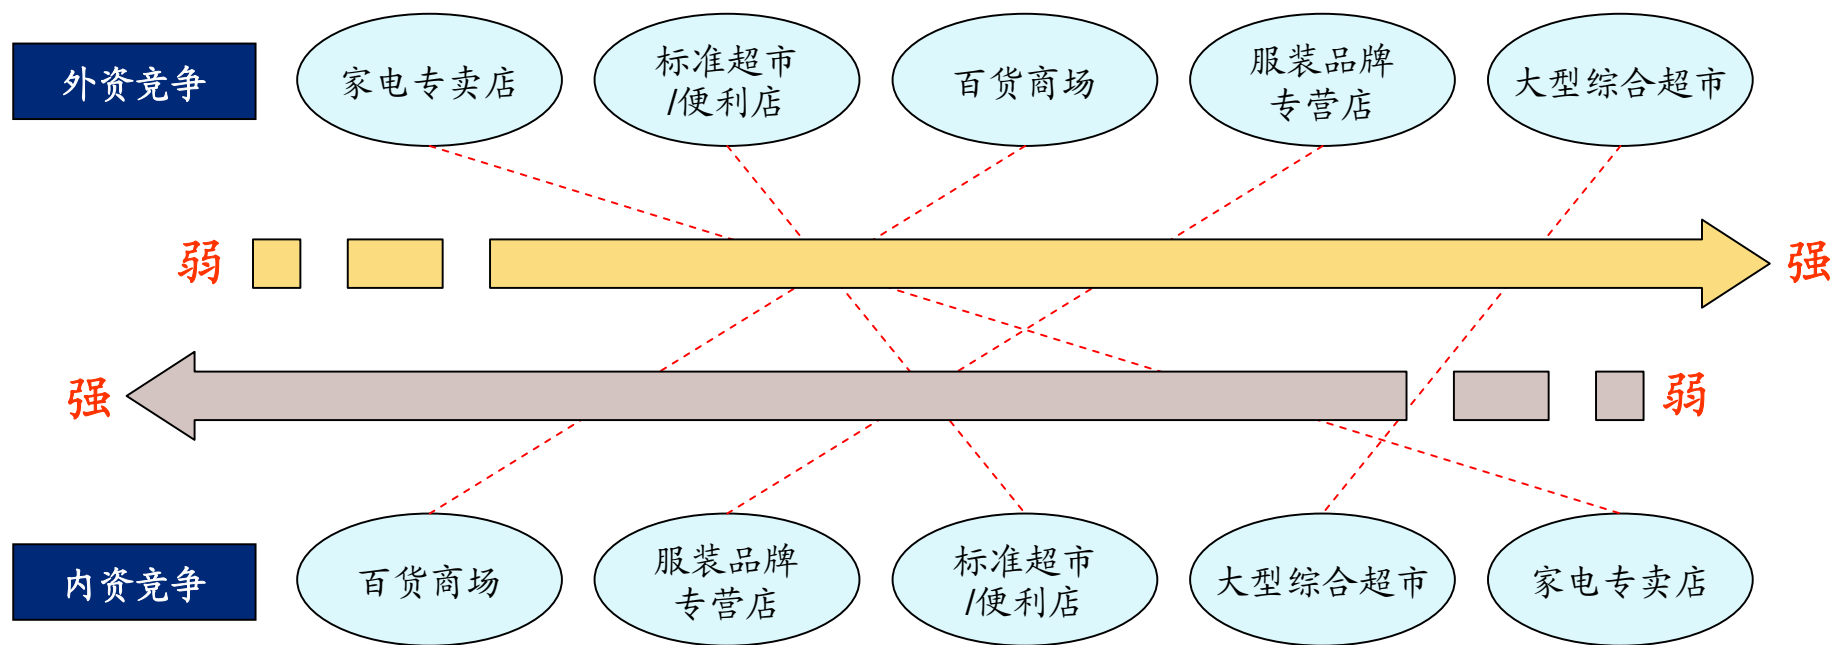 外资竞争
家电专卖店
标准超市
/便利店
百货商场
服装品牌
专营店
大型综合超市
弱
强
强
弱
内资竞争
百货商场
服装品牌
专营店
标准超市
/便利店
大型综合超市
家电专卖店